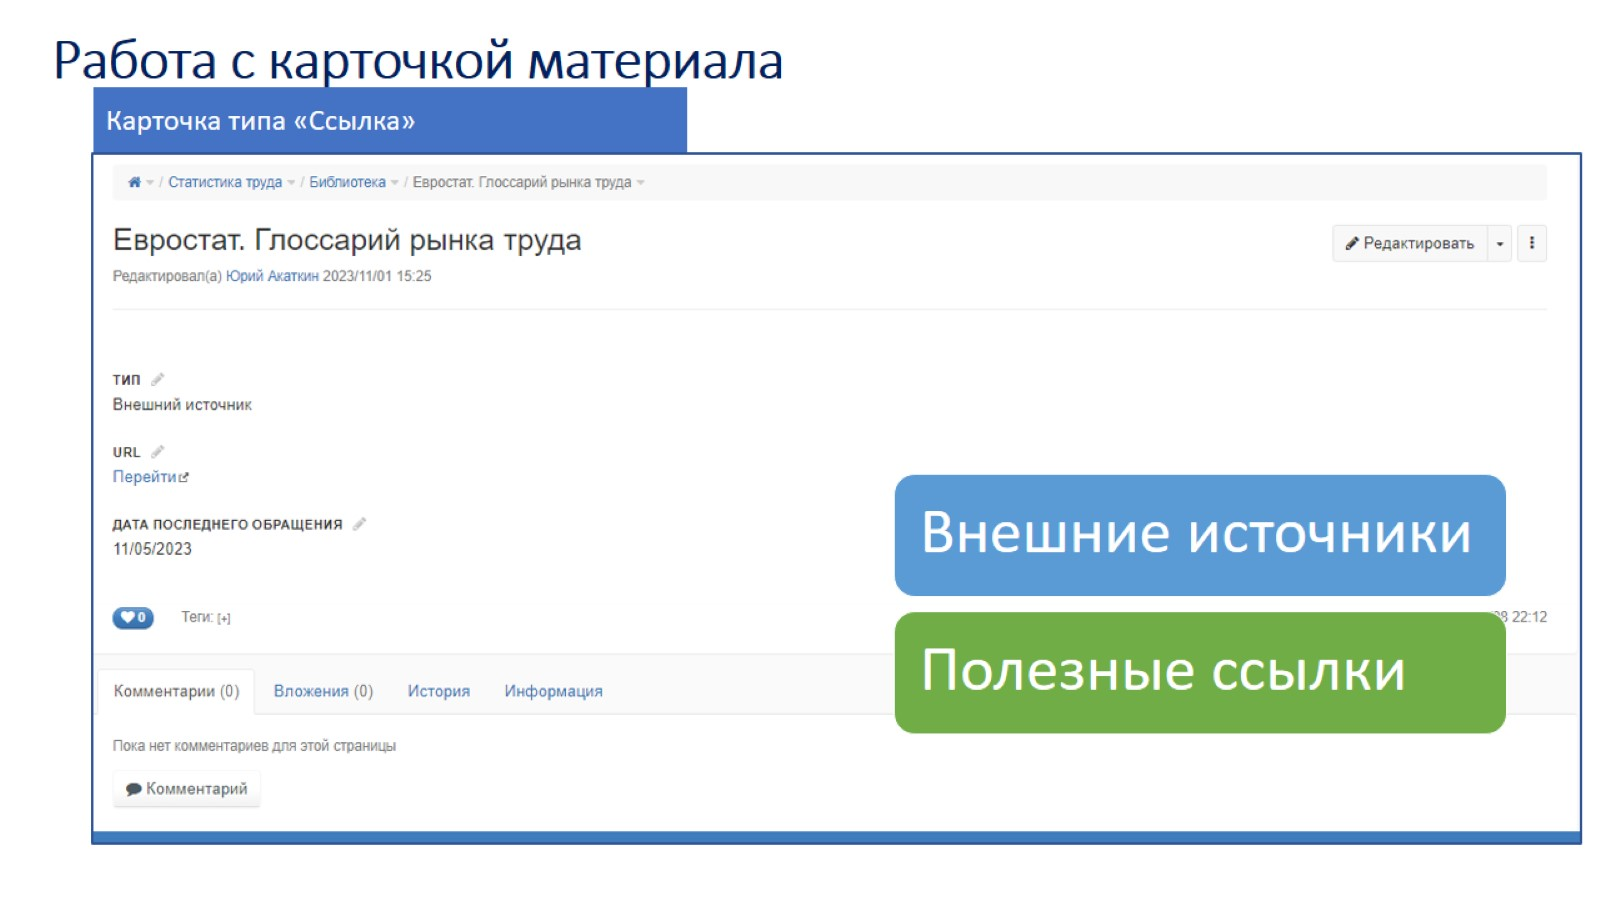 Работа с карточкой материала
Карточка типа «Ссылка»
/ Статистика труда / Библиотека / Евростат. Глоссарий рынка труда
Евростат. Глоссарий рынка труда
Редактировать
Редактировал(а) Юрий Акаткин 2023/11/01 15:25
ТИП
Внешний источник
URL
Перейти
ДАТА ПОСЛЕДНЕГО ОБРАЩЕНИЯ
11/05/2023
Внешние источники
0 Теги: [+]
22:12
Полезные ссылки
Комментарии (0) Вложения (0) История Информация
Пока нет комментариев для этой страницы
Комментарий